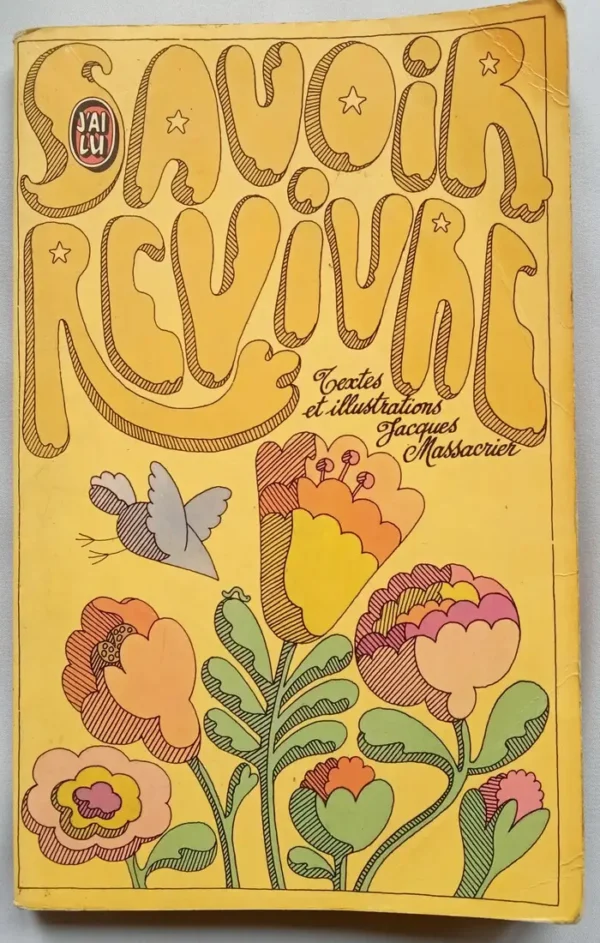 SAVOIR
J'AI
LU
REVIVRE
Textes
et illustrations
Jacques
Massacrier